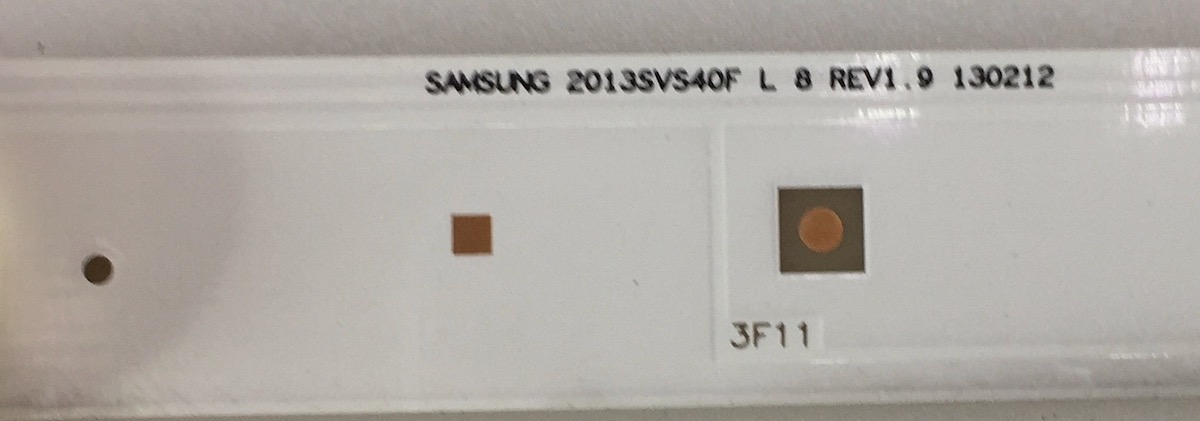 SAMSUNG 2013SVS40F L 8 REV1.9 130212
3F11